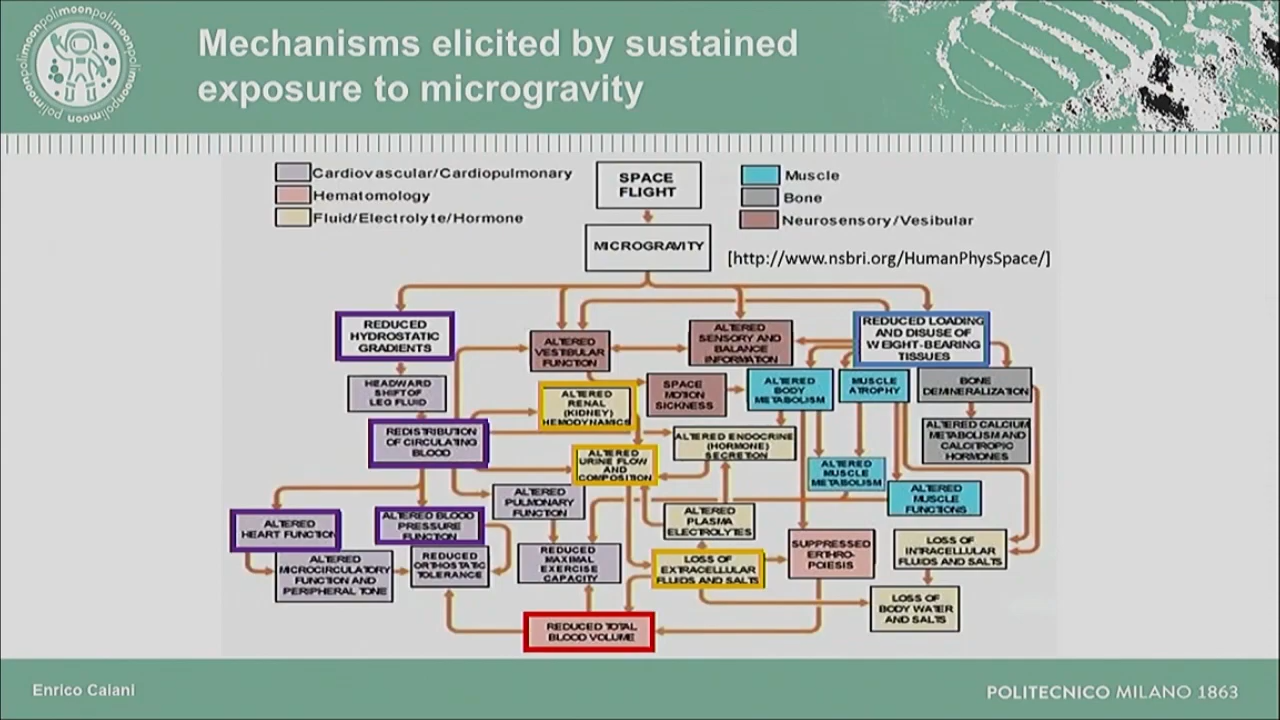 polimoonpolimoonpolimoonpolimoon
Mechanisms elicited by sustained
exposure to microgravity
Cardiovascular/Cardiopulmonary
Hematology
Fluid/Electrolyte/Hormone
SPACE
FLIGHT
Muscle
Bone
Neurosensory/Vesibular
MICROGRAVITY
[http://www.nsbri.org/HumanPhysSpace/]
REDUCED
HYDROSTATIC
GRADIENTS
ALTERED
VESTIBULAR
FUNCTION
ALTERED
SENSORY AND
BALANCE
INFORMATION
REDUCED LOADING
AND DISUSE OF
WEIGHT-BEARING
TISSUES
HEADWARD
SHIFT OF
LEG FLUID
ALTERED
RENAL
(KIDNEY)
HEMODYNAMICS
SPACE
MOTION
SICKNESS
ALTERED
BODY
METABOLISM
MUSCLE
ATROPHY
BONE
DEMINERALIZATION
REDISTRIBUTION
OF CIRCULATING
BLOOD
ALTERED ENDOCRINE
(HORMONE)
SECRETION
ALTERED CALCIUM
METABOLISM AND
CALCITROPIC
HORMONES
ALTERED
URINE FLOW
AND
COMPOSITION
ALTERED
MUSCLE
METABOLISM
ALTERED
MUSCLE
FUNCTIONS
ALTERED
PULMONARY
FUNCTION
ALTERED
HEART FUNCTION
ALTERED BLOOD
PRESSURE
FUNCTION
ALTERED
PLASMA
ELECTROLYTES
ALTERED
MICROCIRCULATORY
FUNCTION AND
PERIPHERAL TONE
REDUCED
ORTHOSTATIC
TOLERANCE
REDUCED
MAXIMAL
EXERCISE
CAPACITY
LOSS OF
EXTRACELLULAR
FLUIDS AND SALTS
SUPPRESSED
ERTHRO-
POIESIS
LOSS OF
INTRACELLULAR
FLUIDS AND SALTS
LOSS OF
BODY WATER
AND SALTS
REDUCED TOTAL
BLOOD VOLUME
Enrico Caiani
POLITECNICO MILANO 1863